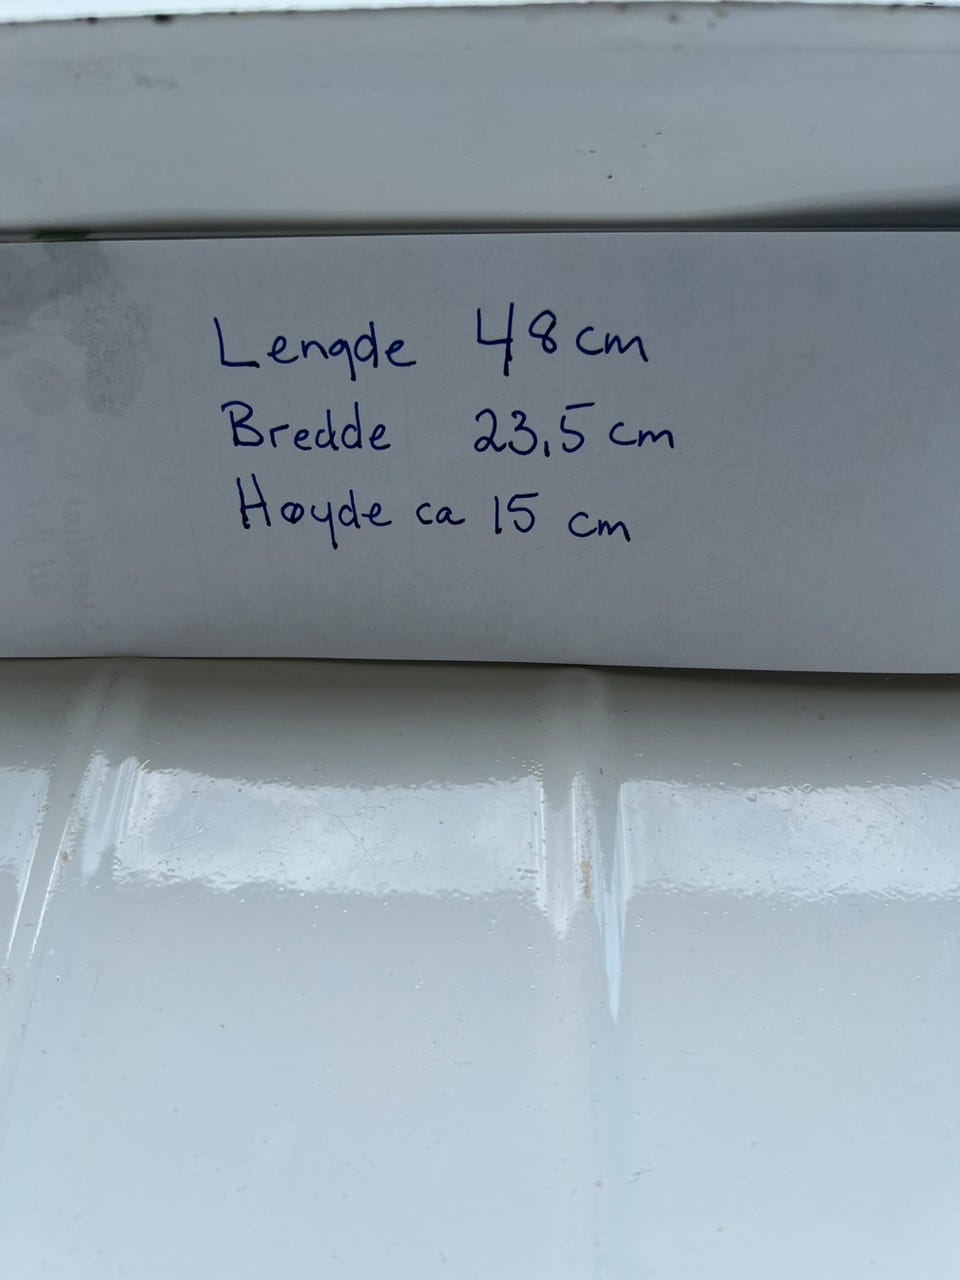 Lengde 48 cm
Bredde 23,5 cm
Høyde ca 15 cm